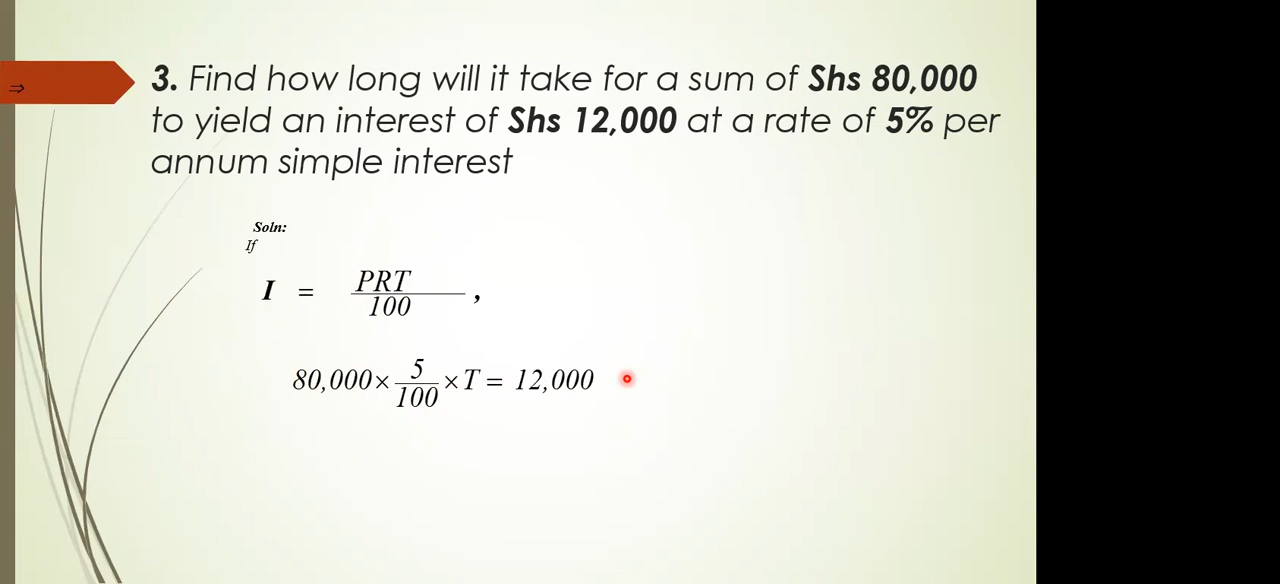 ⇒
3. Find how long will it take for a sum of Shs 80,000
to yield an interest of Shs 12,000 at a rate of 5% per
annum simple interest
Soln:
If
I = PRT/100 ,
80,000 × 5/100 × T = 12,000